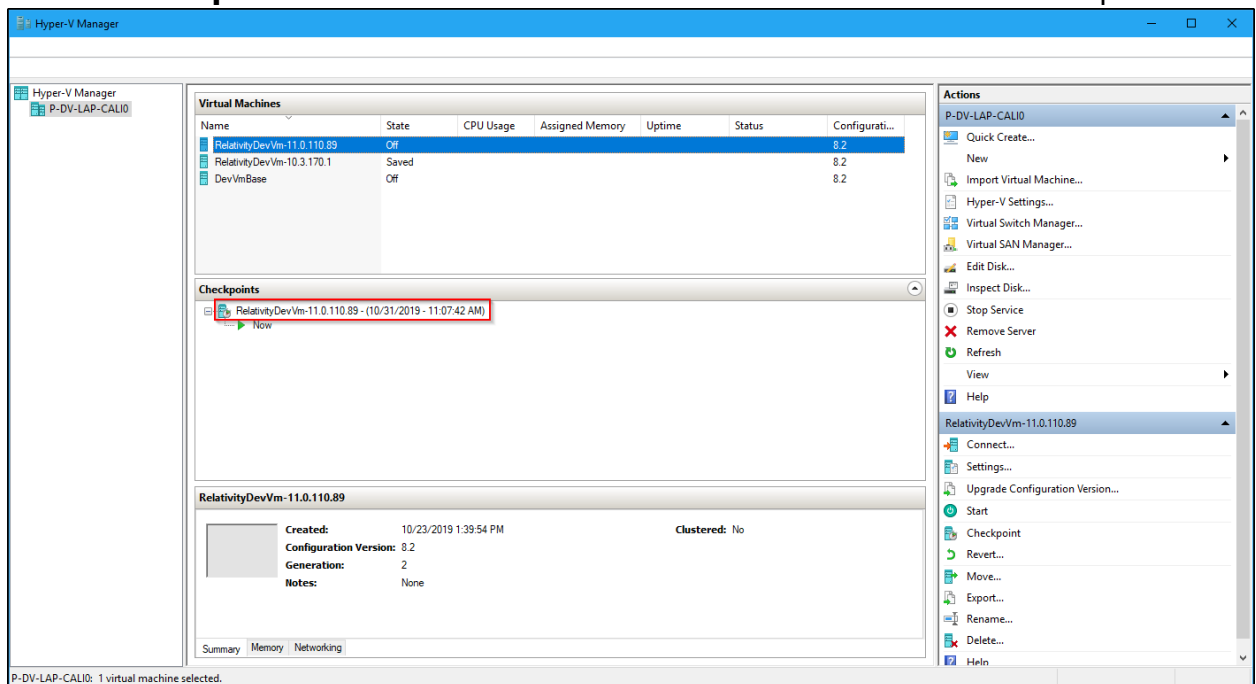 Hyper-V Manager
Hyper-V Manager
P-DV-LAP-CALI0
Virtual Machines
Name State CPU Usage Assigned Memory Uptime Status Configurati...
RelativityDevVm-11.0.110.89 Off 8.2
RelativityDevVm-10.3.170.1 Saved 8.2
DevVmBase Off 8.2
Checkpoints
RelativityDevVm-11.0.110.89 - (10/31/2019 - 11:07:42 AM)
Now
RelativityDevVm-11.0.110.89
Created: 10/23/2019 1:39:54 PM Clustered: No
Configuration Version: 8.2
Generation: 2
Notes: None
Summary Memory Networking
Actions
P-DV-LAP-CALI0
Quick Create...
New
Import Virtual Machine...
Hyper-V Settings...
Virtual Switch Manager...
Virtual SAN Manager...
Edit Disk...
Inspect Disk...
Stop Service
Remove Server
Refresh
View
Help
RelativityDevVm-11.0.110.89
Connect...
Settings...
Upgrade Configuration Version...
Start
Checkpoint
Revert...
Move...
Export...
Rename...
Delete...
Help
P-DV-LAP-CALI0: 1 virtual machine selected.